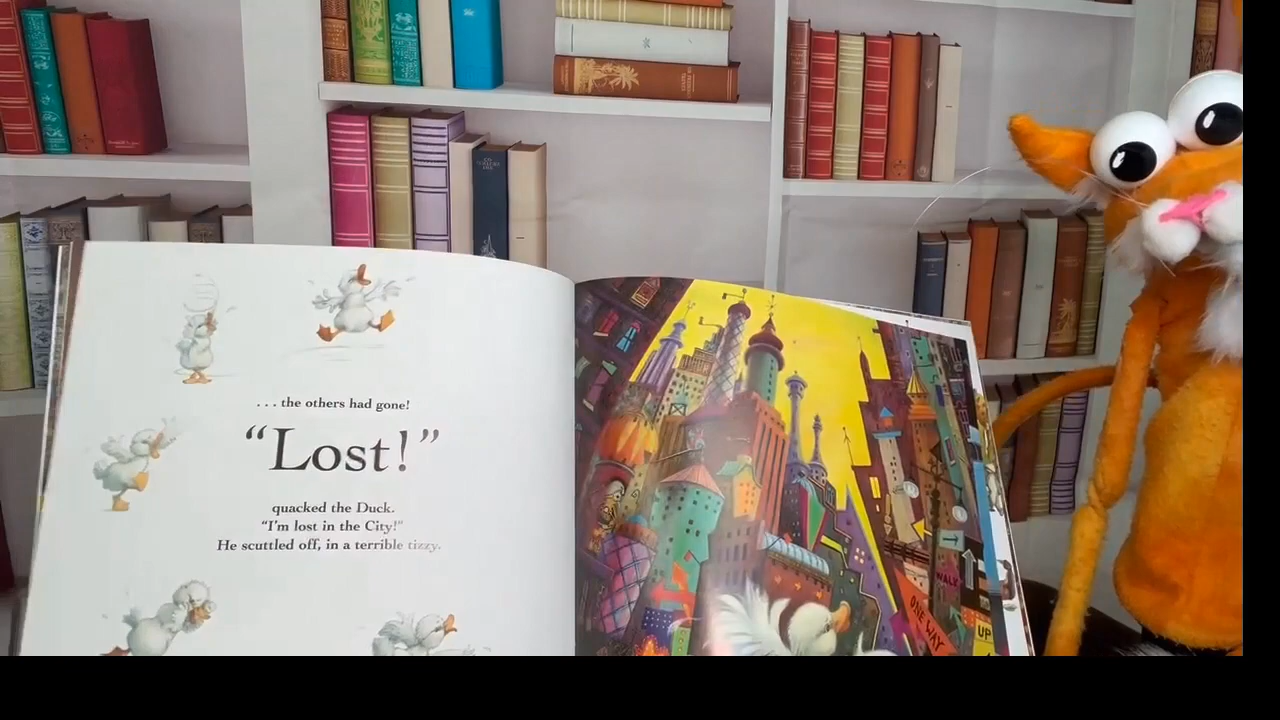 . . . the others had gone!
“Lost!”
quacked the Duck.
“I'm lost in the City!”
He scuttled off, in a terrible tizzy.
WALK
ONE WAY
UP